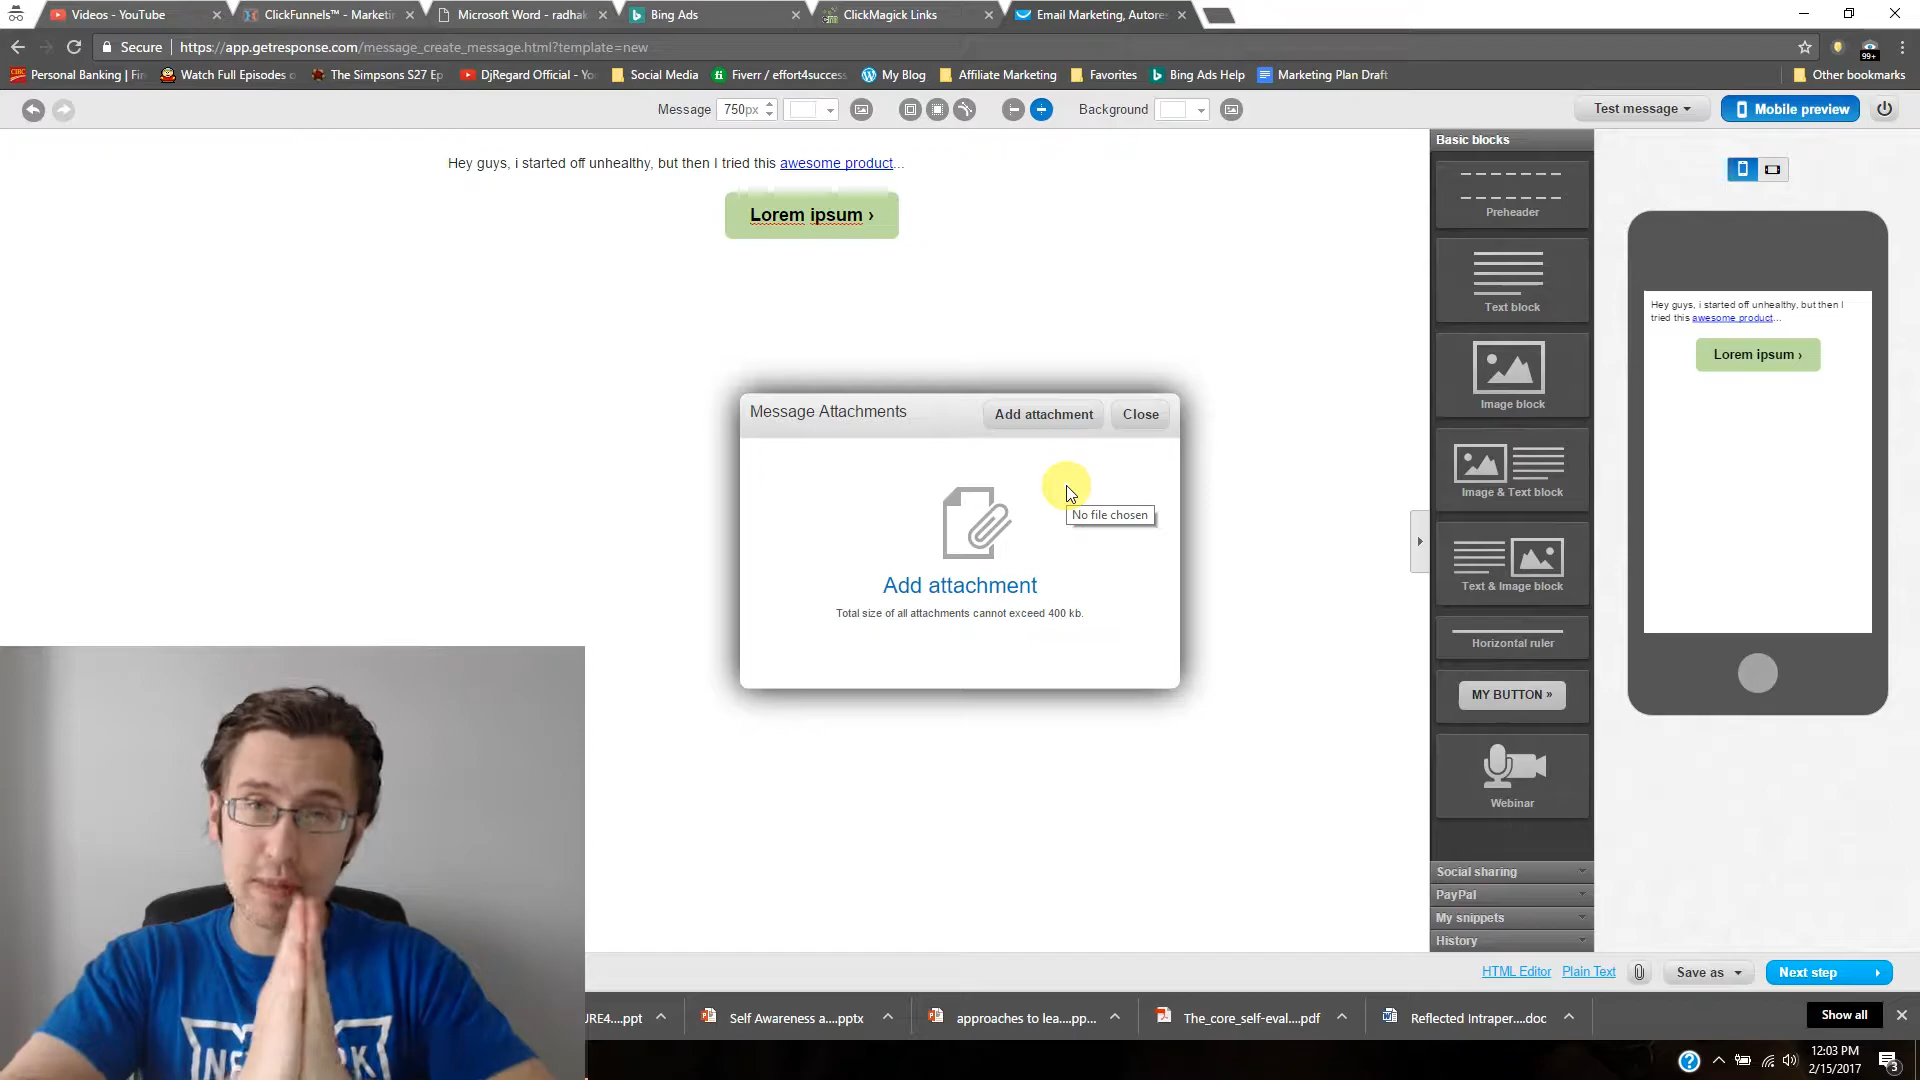 Videos - YouTube
ClickFunnels™ - Marketi
Microsoft Word - radhak
Bing Ads
ClickMagick Links
Email Marketing, Autores
Secure
https://app.getresponse.com/message_create_message.html?template=new
99+
CIBC
Personal Banking | Fin
Watch Full Episodes o
The Simpsons S27 Ep
DjRegard Official - Yo
Social Media
Fiverr / effort4success
My Blog
Affiliate Marketing
Favorites
Bing Ads Help
Marketing Plan Draft
Other bookmarks
Message
750px
Background
Test message
Mobile preview
Hey guys, i started off unhealthy, but then I tried this awesome product...
Lorem ipsum ›
Message Attachments
Add attachment
Close
No file chosen
Add attachment
Total size of all attachments cannot exceed 400 kb.
Basic blocks
Preheader
Text block
Image block
Image & Text block
Text & Image block
Horizontal ruler
MY BUTTON »
Webinar
Social sharing
PayPal
My snippets
History
Hey guys, i started off unhealthy, but then I
tried this awesome product...
Lorem ipsum ›
HTML Editor
Plain Text
Save as
Next step
URE4....ppt
Self Awareness a....pptx
approaches to lea....pp...
The_core_self-eval....pdf
Reflected Intraper....doc
Show all
12:03 PM
2/15/2017
3